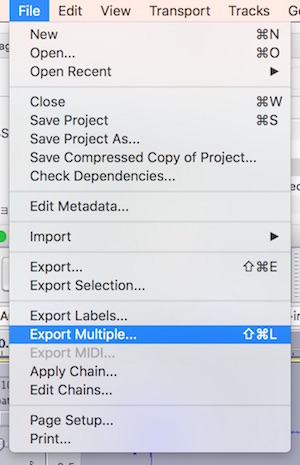 File Edit View Transport Tracks
New ⌘N
Open... ⌘O
Open Recent ▶
Close ⌘W
Save Project ⌘S
Save Project As...
Save Compressed Copy of Project...
Check Dependencies...
Edit Metadata...
Import ▶
Export... ⇧⌘E
Export Selection...
Export Labels...
Export Multiple... ⇧⌘L
Export MIDI...
Apply Chain...
Edit Chains...
Page Setup...
Print...